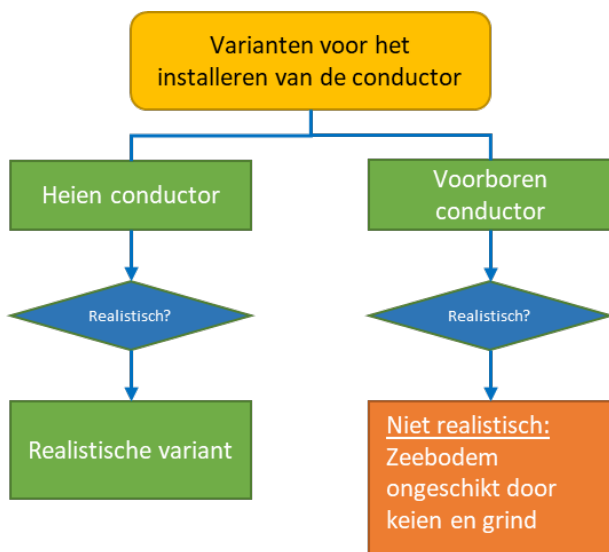 Varianten voor het
installeren van de conductor
Heien conductor
Voorboren
conductor
Realistisch?
Realistisch?
Realistische variant
Niet realistisch:
Zeebodem
ongeschikt door
keien en grind